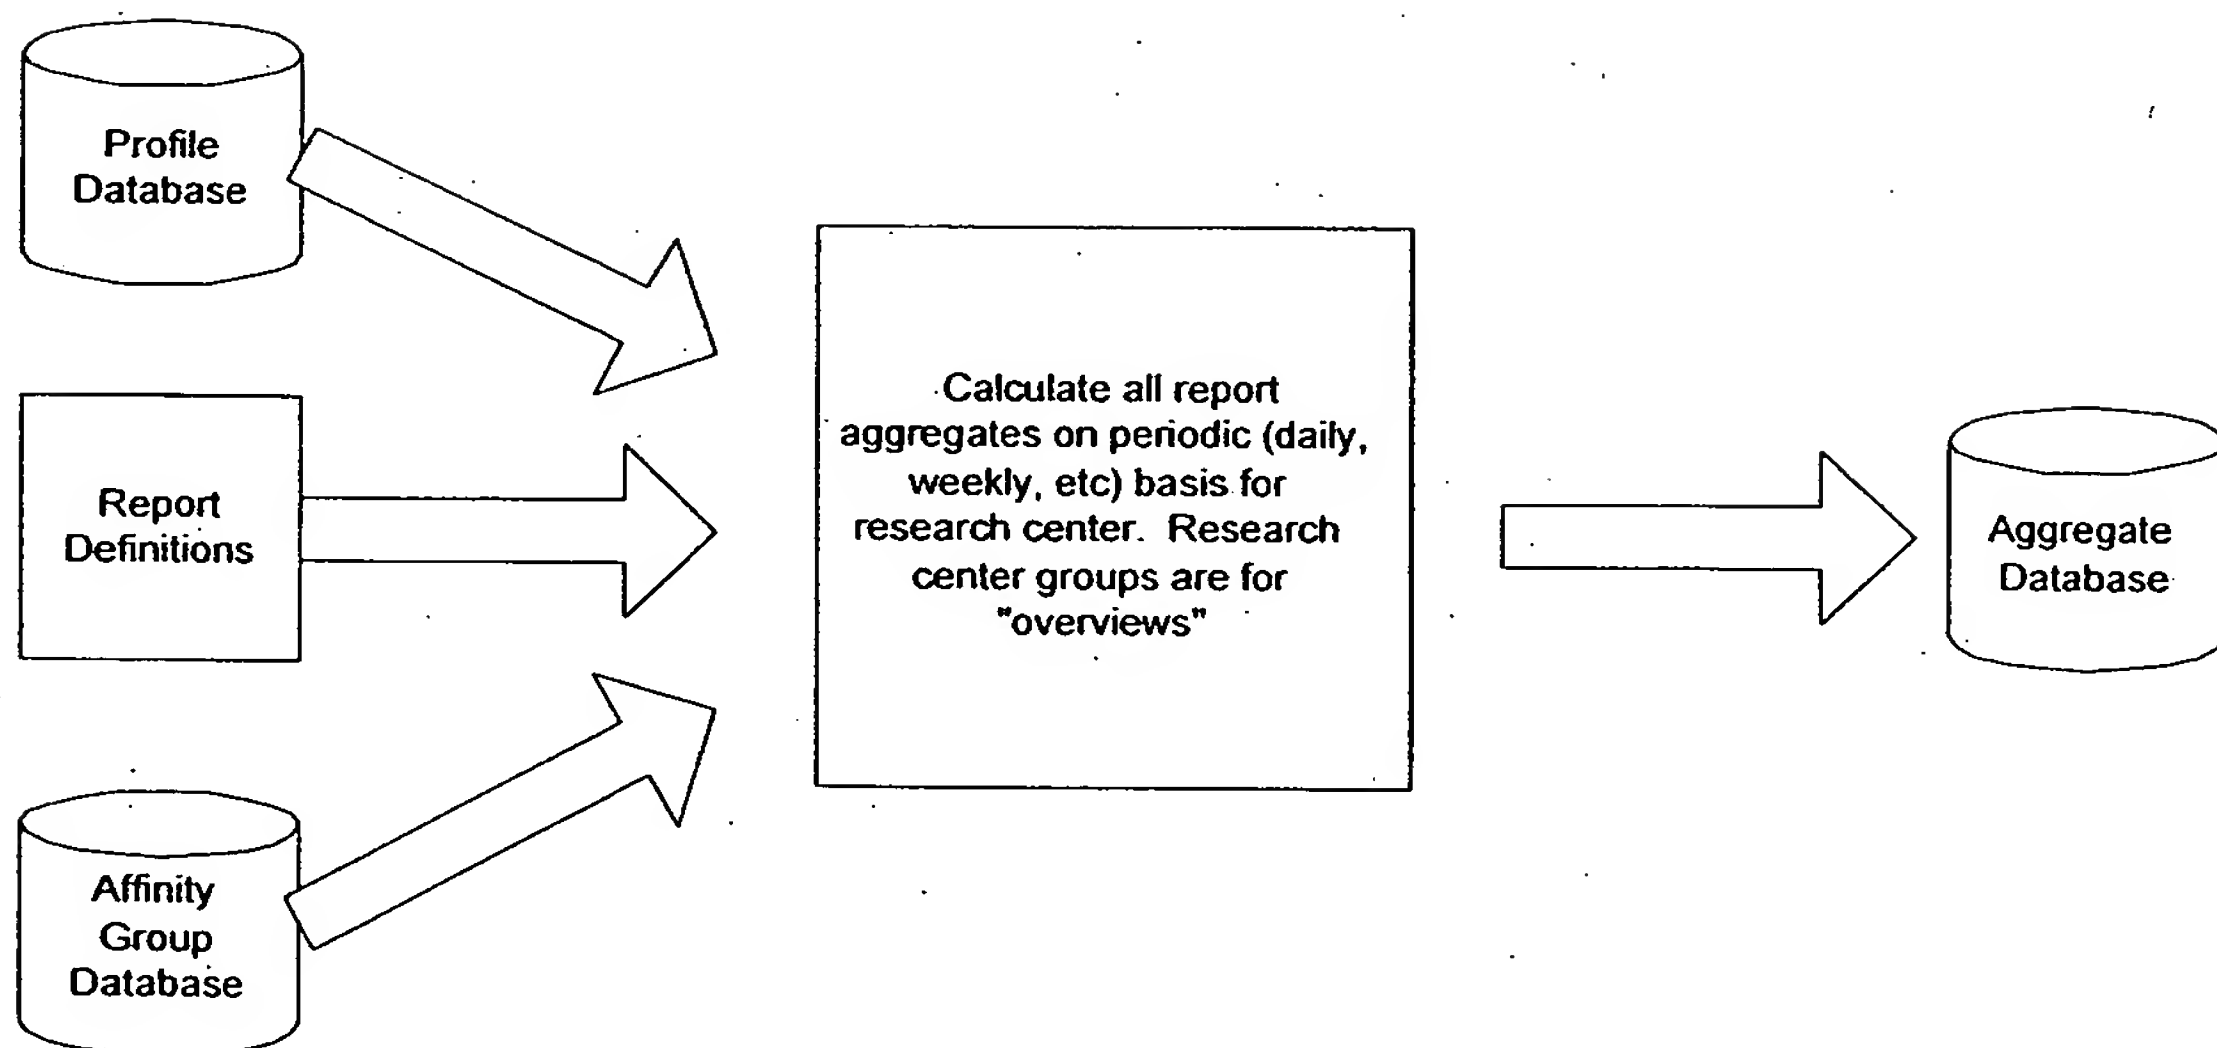 Profile
Database
Report
Definitions
Affinity
Group
Database
Calculate all report
aggregates on periodic (daily,
weekly, etc) basis for
research center. Research
center groups are for
"overviews"
Aggregate
Database